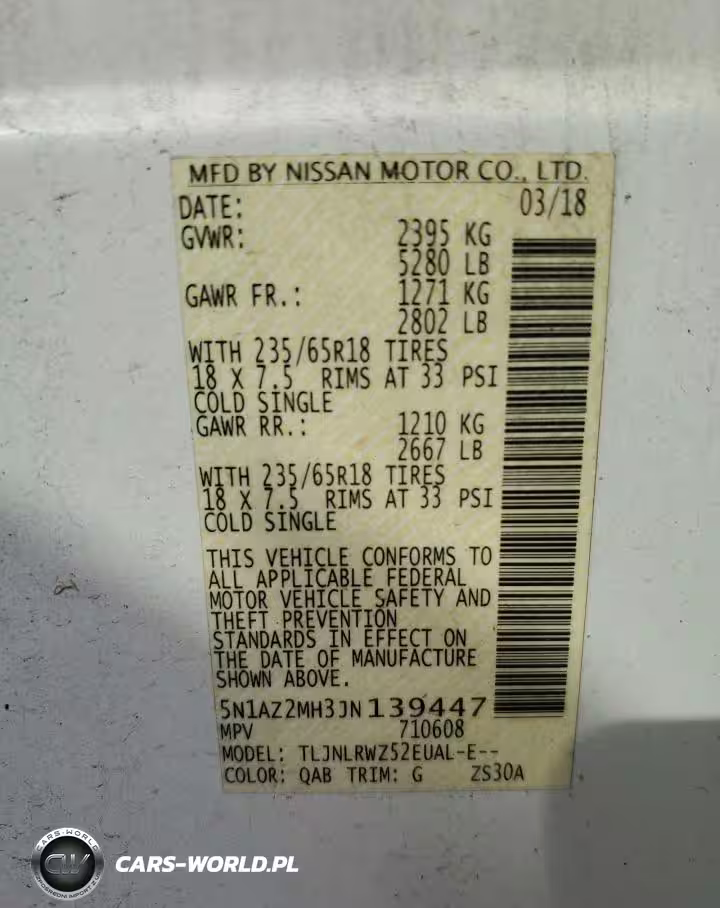 MFD BY NISSAN MOTOR CO., LTD.
DATE: 03/18
GVWR: 2395 KG
5280 LB
GAWR FR.: 1271 KG
2802 LB
WITH 235/65R18 TIRES
18 X 7.5 RIMS AT 33 PSI
COLD SINGLE
GAWR RR.: 1210 KG
2667 LB
WITH 235/65R18 TIRES
18 X 7.5 RIMS AT 33 PSI
COLD SINGLE
THIS VEHICLE CONFORMS TO
ALL APPLICABLE FEDERAL
MOTOR VEHICLE SAFETY AND
THEFT PREVENTION
STANDARDS IN EFFECT ON
THE DATE OF MANUFACTURE
SHOWN ABOVE.
5N1AZ2MH3JN139447
MPV 710608
MODEL: TLJNLRWZ52EUAL-E--
COLOR: QAB TRIM: G ZS30A
CARS-WORLD
CW
CARS-WORLD.PL